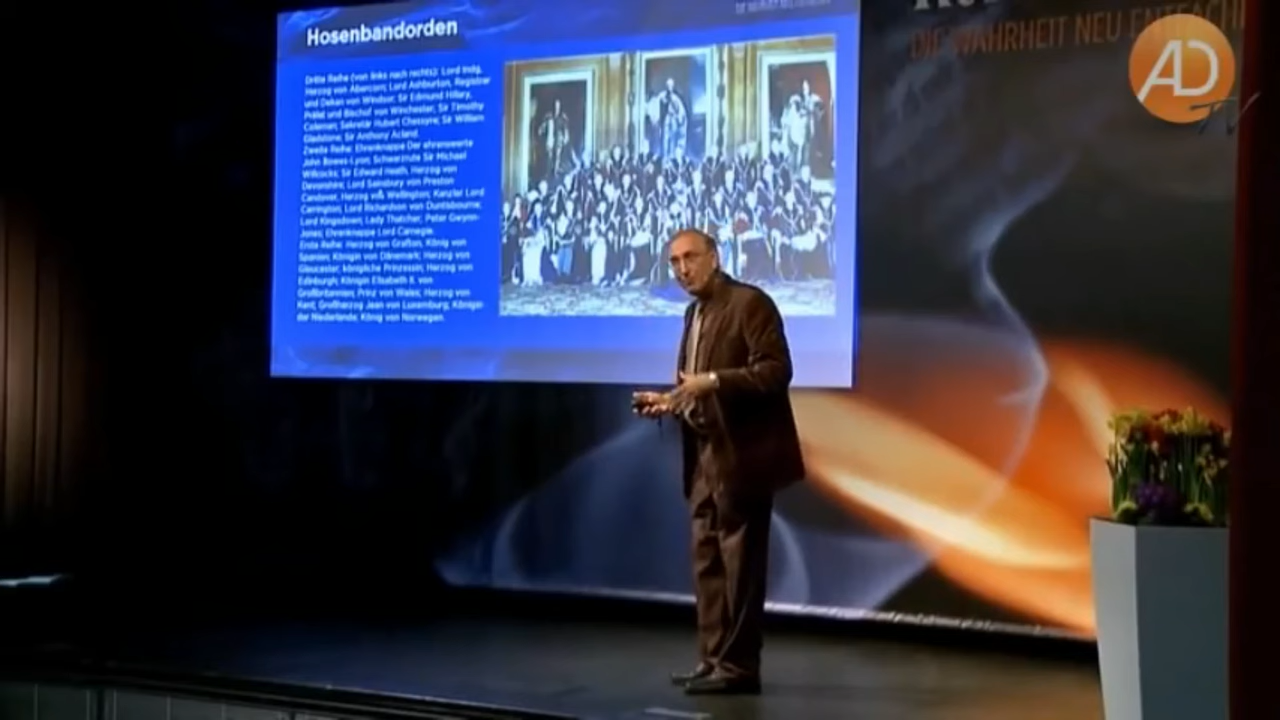 Hosenbandorden
Dritte Reihe (von links nach rechts): Lord Ingg,
Herzog von Abercorn; Lord Ashburton, Registrar
und Dekan von Windsor; Sir Edmund Hillary,
Prälat und Bischof von Winchester; Sir Timothy
Coleman; Sekretär Hubert Chessyre; Sir William
Gladstone; Sir Anthony Acland.
Zweite Reihe: Ehrenknappe Der ehrenwerte
John Bowes-Lyon; Schwarzrute Sir Michael
Willcocks; Sir Edward Heath, Herzog von
Devonshire; Lord Sainsbury von Preston
Candover, Herzog von Wellington; Kanzler Lord
Carrington; Lord Richardson von Duntisbourne;
Lord Kingsdown; Lady Thatcher; Peter Gwynn-
Jones; Ehrenknappe Lord Carnegie.
Erste Reihe: Herzog von Grafton, König von
Spanien; Königin von Dänemark; Herzog von
Gloucester; königliche Prinzessin; Herzog von
Edinburgh; Königin Elisabeth II. von
Großbritannien; Prinz von Wales; Herzog von
Kent, Großherzog Jean von Luxemburg; Königin
der Niederlande; König von Norwegen.
DIE WAHRHEIT NEU
AD
TV